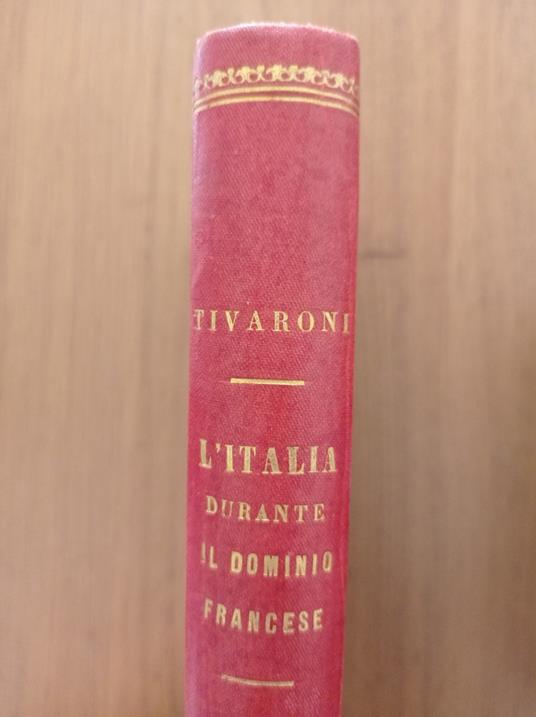 TIVARONI
L'ITALIA
DURANTE
IL DOMINIO
FRANCESE